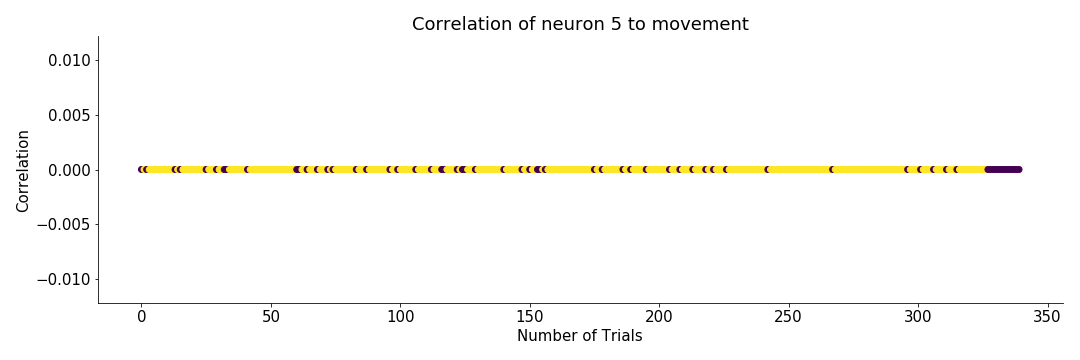 Correlation of neuron 5 to movement
0.010
0.005
0.000
−0.005
−0.010
Correlation
0 50 100 150 200 250 300 350
Number of Trials